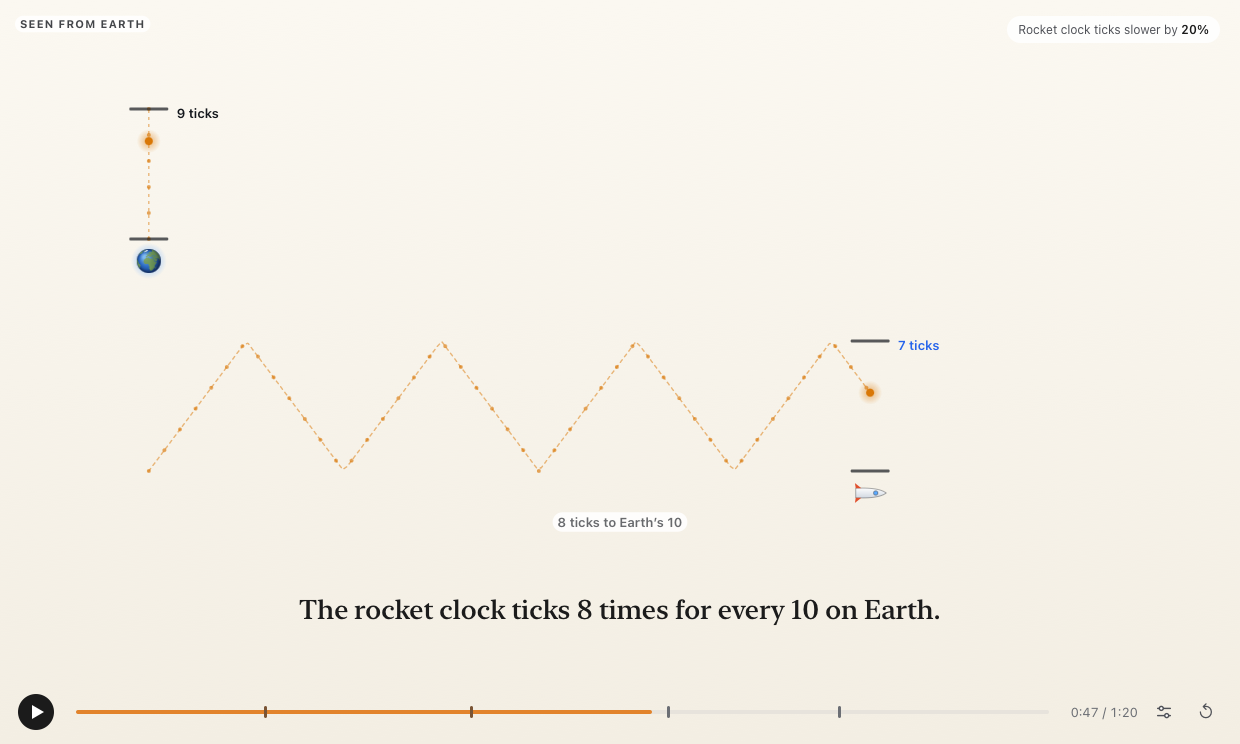 SEEN FROM EARTH
Rocket clock ticks slower by 20%
9 ticks
7 ticks
8 ticks to Earth's 10
The rocket clock ticks 8 times for every 10 on Earth.
0:47 / 1:20